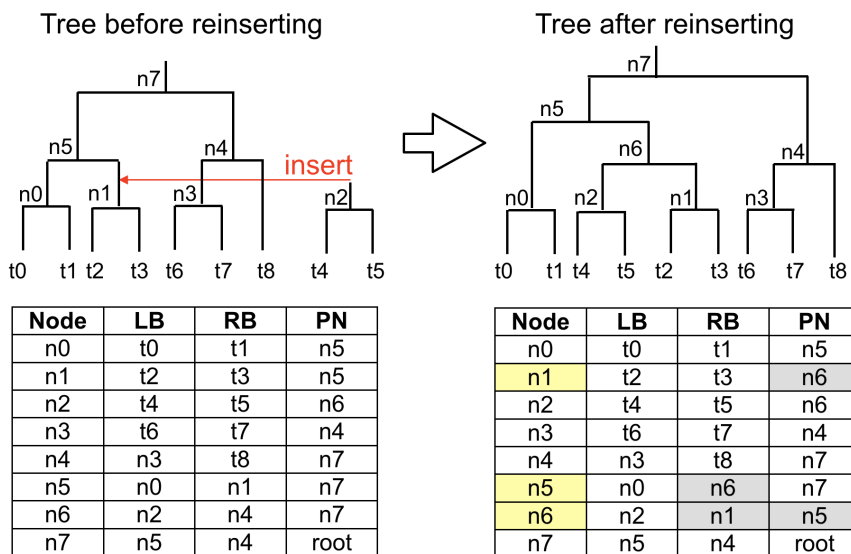 Tree before reinserting
Tree after reinserting
n7
n5
n4
insert
n0
n1
n3
n2
t0 t1 t2 t3 t6 t7 t8 t4 t5
n7
n5
n6
n4
n0 n2 n1 n3
t0 t1 t4 t5 t2 t3 t6 t7 t8
Node LB RB PN
n0 t0 t1 n5
n1 t2 t3 n5
n2 t4 t5 n6
n3 t6 t7 n4
n4 n3 t8 n7
n5 n0 n1 n7
n6 n2 n4 n7
n7 n5 n4 root
Node LB RB PN
n0 t0 t1 n5
n1 t2 t3 n6
n2 t4 t5 n6
n3 t6 t7 n4
n4 n3 t8 n7
n5 n0 n6 n7
n6 n2 n1 n5
n7 n5 n4 root